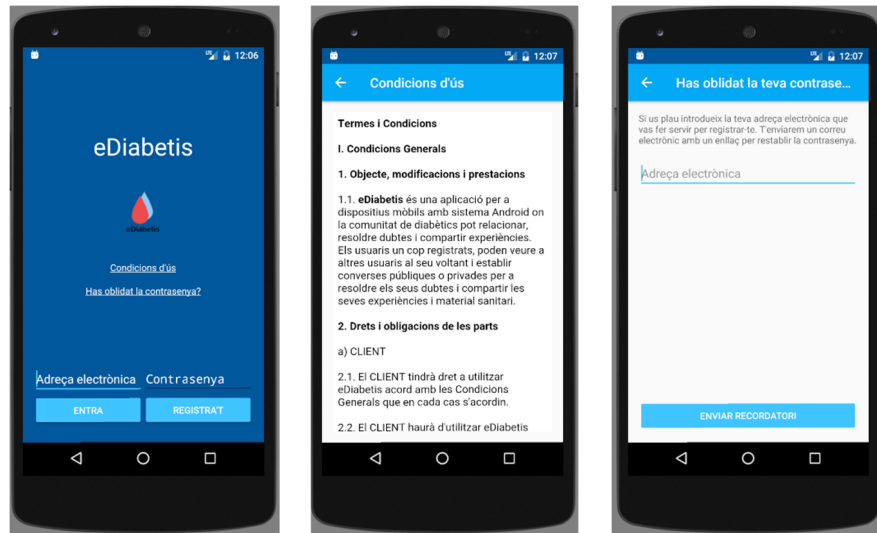 12:06
eDiabetis
eDiabetis
Condicions d'ús
Has oblidat la contrasenya?
Adreça electrònica Contrasenya
ENTRA REGISTRA'T
12:07
Condicions d'ús
Termes i Condicions
I. Condicions Generals
1. Objecte, modificacions i prestacions
1.1. eDiabetis és una aplicació per a
dispositius mòbils amb sistema Android on
la comunitat de diabètics pot relacionar,
resoldre dubtes i compartir experiències.
Els usuaris un cop registrats, poden veure a
altres usuaris al seu voltant i establir
converses públiques o privades per a
resoldre els seus dubtes i compartir les
seves experiències i material sanitari.
2. Drets i obligacions de les parts
a) CLIENT
2.1. El CLIENT tindrà dret a utilitzar
eDiabetis acord amb les Condicions
Generals que en cada cas s'acordin.
2.2. El CLIENT haurà d'utilitzar eDiabetis
12:07
Has oblidat la teva contrase...
Si us plau introdueix la teva adreça electrònica que
vas fer servir per registrar-te. T'enviarem un correu
electrònic amb un enllaç per restablir la contrasenya.
Adreça electrònica
ENVIAR RECORDATORI